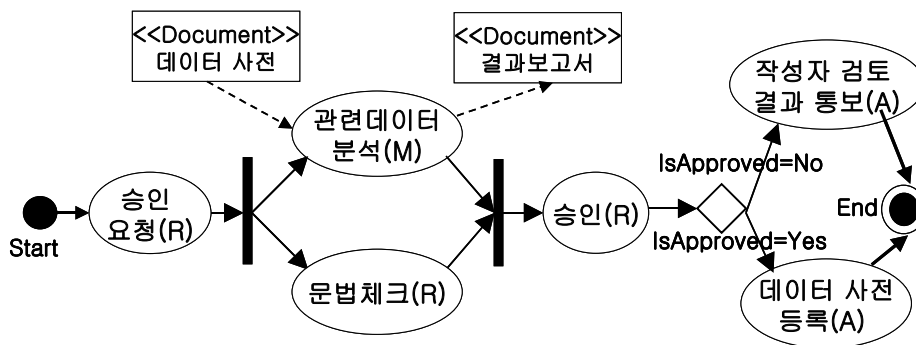 <<Document>>
데이터 사전
<<Document>>
결과보고서
작성자 검토
결과 통보(A)
관련데이터
분석(M)
IsApproved=No
승인
요청(R)
승인(R)
End
Start
IsApproved=Yes
문법체크(R)
데이터 사전
등록(A)